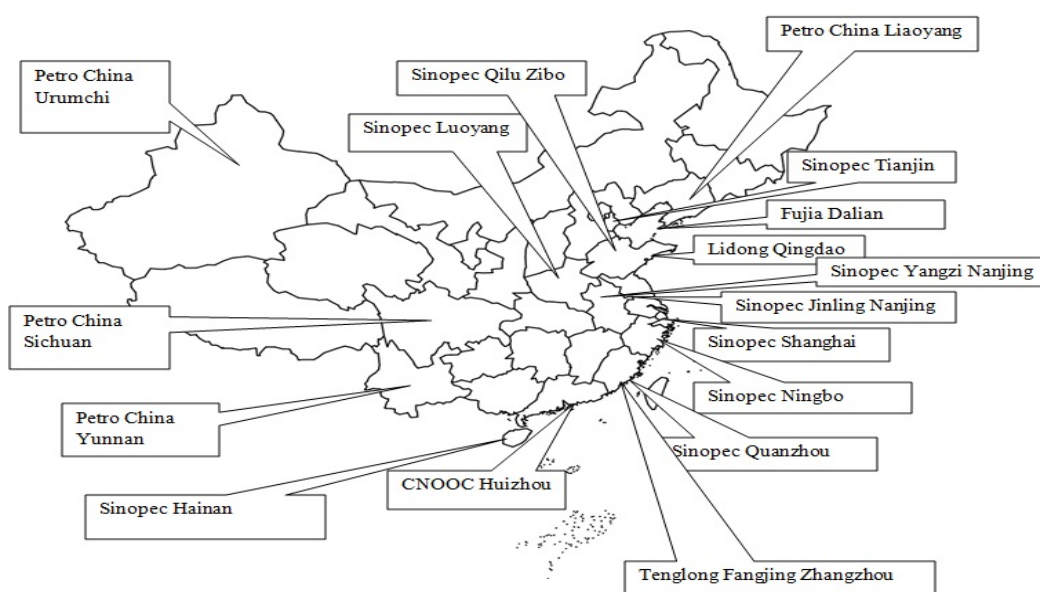 Petro China Liaoyang
Petro China
Urumchi
Sinopec Qilu Zibo
Sinopec Luoyang
Sinopec Tianjin
Fujia Dalian
Lidong Qingdao
Sinopec Yangzi Nanjing
Sinopec Jinling Nanjing
Petro China
Sichuan
Sinopec Shanghai
Sinopec Ningbo
Petro China
Yunnan
Sinopec Quanzhou
CNOOC Huizhou
Sinopec Hainan
Tenglong Fangjing Zhangzhou